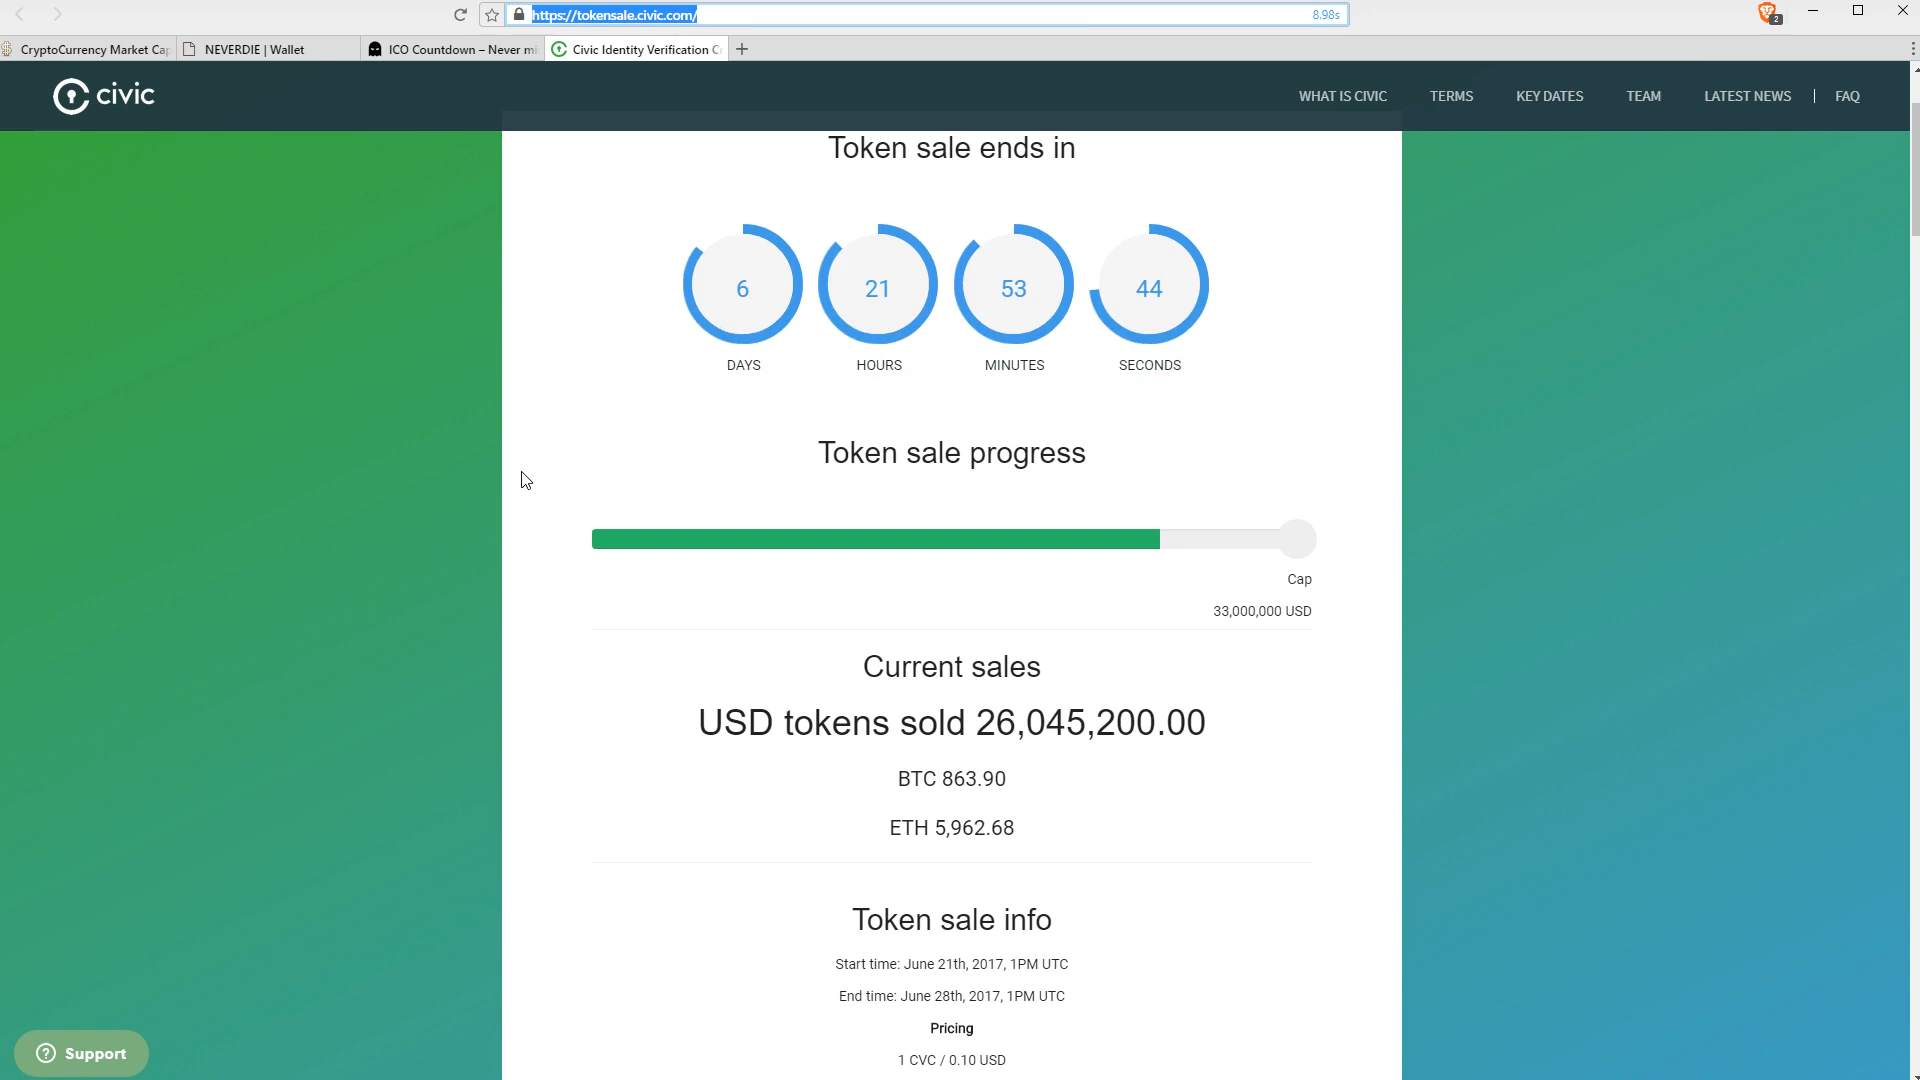 https://tokensale.civic.com/
8.98s
2
CryptoCurrency Market Cap
NEVERDIE | Wallet
ICO Countdown – Never mi
Civic Identity Verification C
civic
WHAT IS CIVIC
TERMS
KEY DATES
TEAM
LATEST NEWS
FAQ
Token sale ends in
6
21
53
44
DAYS
HOURS
MINUTES
SECONDS
Token sale progress
Cap
33,000,000 USD
Current sales
USD tokens sold 26,045,200.00
BTC 863.90
ETH 5,962.68
Token sale info
Start time: June 21th, 2017, 1PM UTC
End time: June 28th, 2017, 1PM UTC
Pricing
1 CVC / 0.10 USD
Support